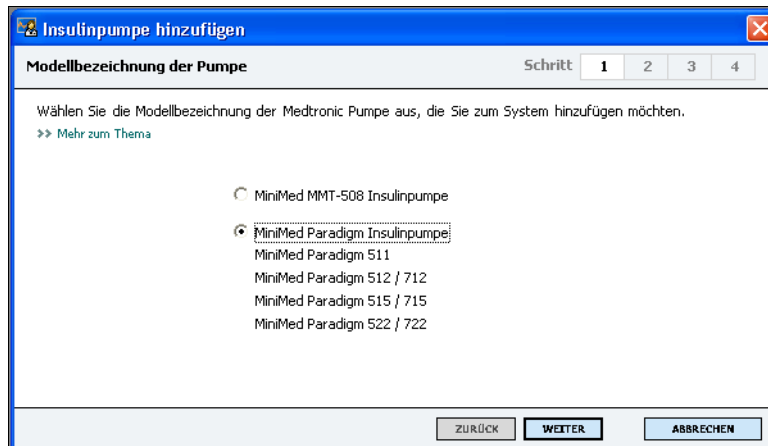 Insulinpumpe hinzufügen
Modellbezeichnung der Pumpe Schritt 1 2 3 4
Wählen Sie die Modellbezeichnung der Medtronic Pumpe aus, die Sie zum System hinzufügen möchten.
>> Mehr zum Thema
MiniMed MMT-508 Insulinpumpe
MiniMed Paradigm Insulinpumpe
MiniMed Paradigm 511
MiniMed Paradigm 512 / 712
MiniMed Paradigm 515 / 715
MiniMed Paradigm 522 / 722
ZURÜCK WEITER ABBRECHEN